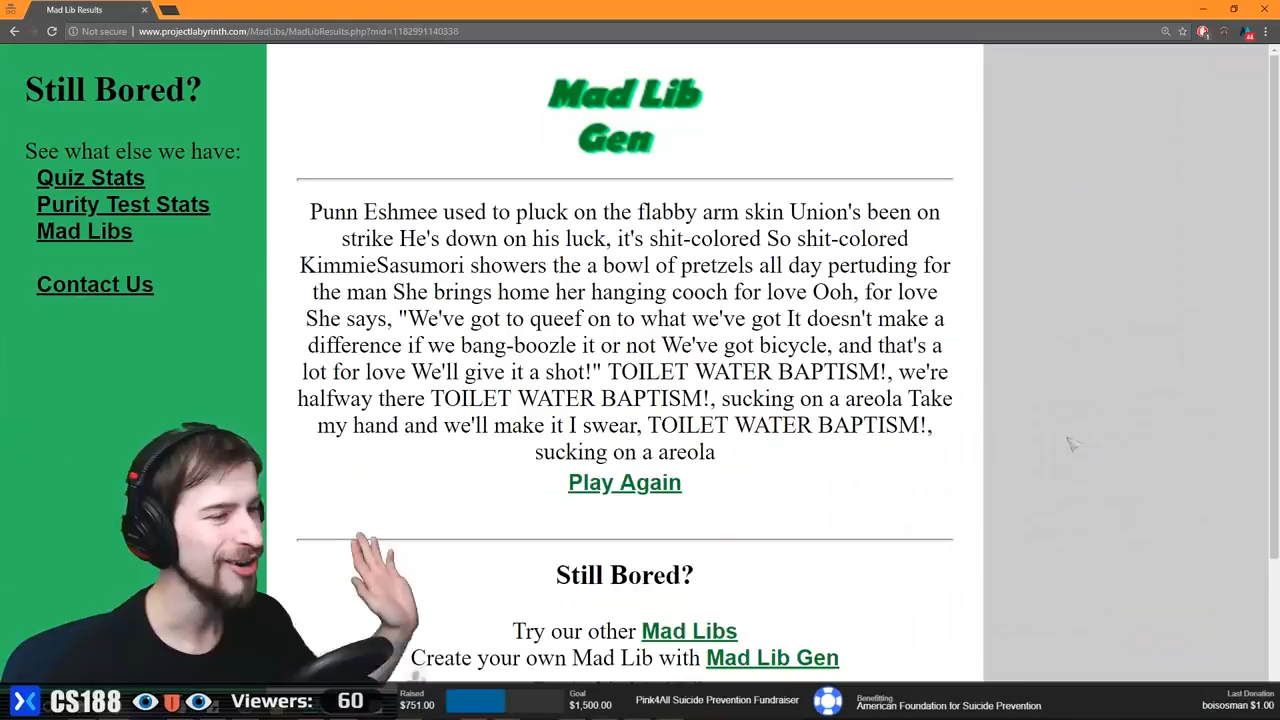 Mad Lib Results
Not secure
www.projectlabyrinth.com/MadLibs/MadLibResults.php?mid=1182991140338
Still Bored?
See what else we have:
Quiz Stats
Purity Test Stats
Mad Libs
Contact Us
Mad Lib
Gen
Punn Eshmee used to pluck on the flabby arm skin Union's been on
strike He's down on his luck, it's shit-colored So shit-colored
KimmieSasumori showers the a bowl of pretzels all day pertuding for
the man She brings home her hanging cooch for love Ooh, for love
She says, "We've got to queef on to what we've got It doesn't make a
difference if we bang-boozle it or not We've got bicycle, and that's a
lot for love We'll give it a shot!" TOILET WATER BAPTISM!, we're
halfway there TOILET WATER BAPTISM!, sucking on a areola Take
my hand and we'll make it I swear, TOILET WATER BAPTISM!,
sucking on a areola
Play Again
Still Bored?
Try our other Mad Libs
Create your own Mad Lib with Mad Lib Gen
CS188
Viewers: 60
Raised
$751.00
Goal
$1,500.00
Pink4All Suicide Prevention Fundraiser
Benefiting
American Foundation for Suicide Prevention
Last Donation
boisosman $1.00